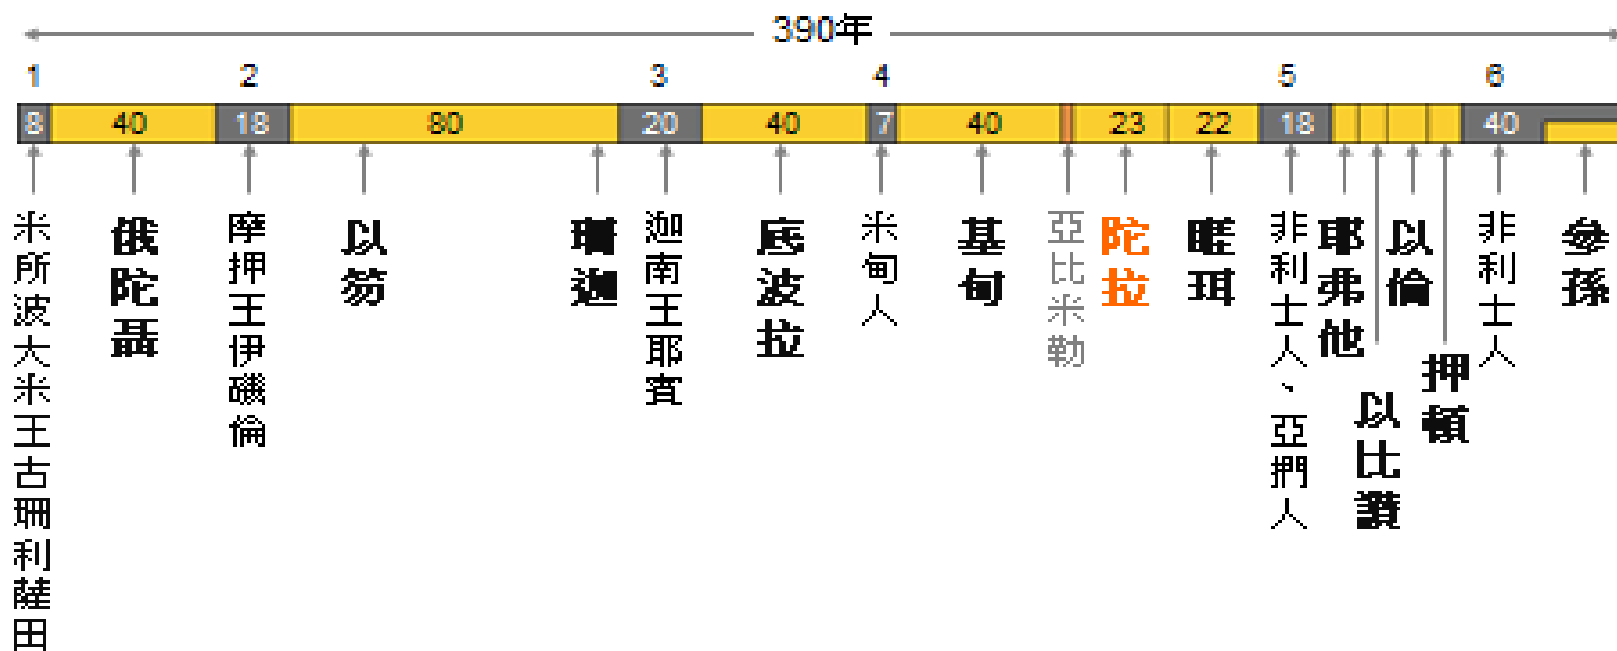 390年
1 2 3 4 5 6
8 40 18 80 20 40 7 40 23 22 18 40
米所波大米王古珊利薩田
俄陀聶
摩押王伊磯倫
以笏
珊迦
迦南王耶賓
底波拉
米甸人
基甸
亞比米勒
陀拉
睚珥
非利士人、亞捫人
耶弗他
以比讚
以倫
押頓
非利士人
參孫